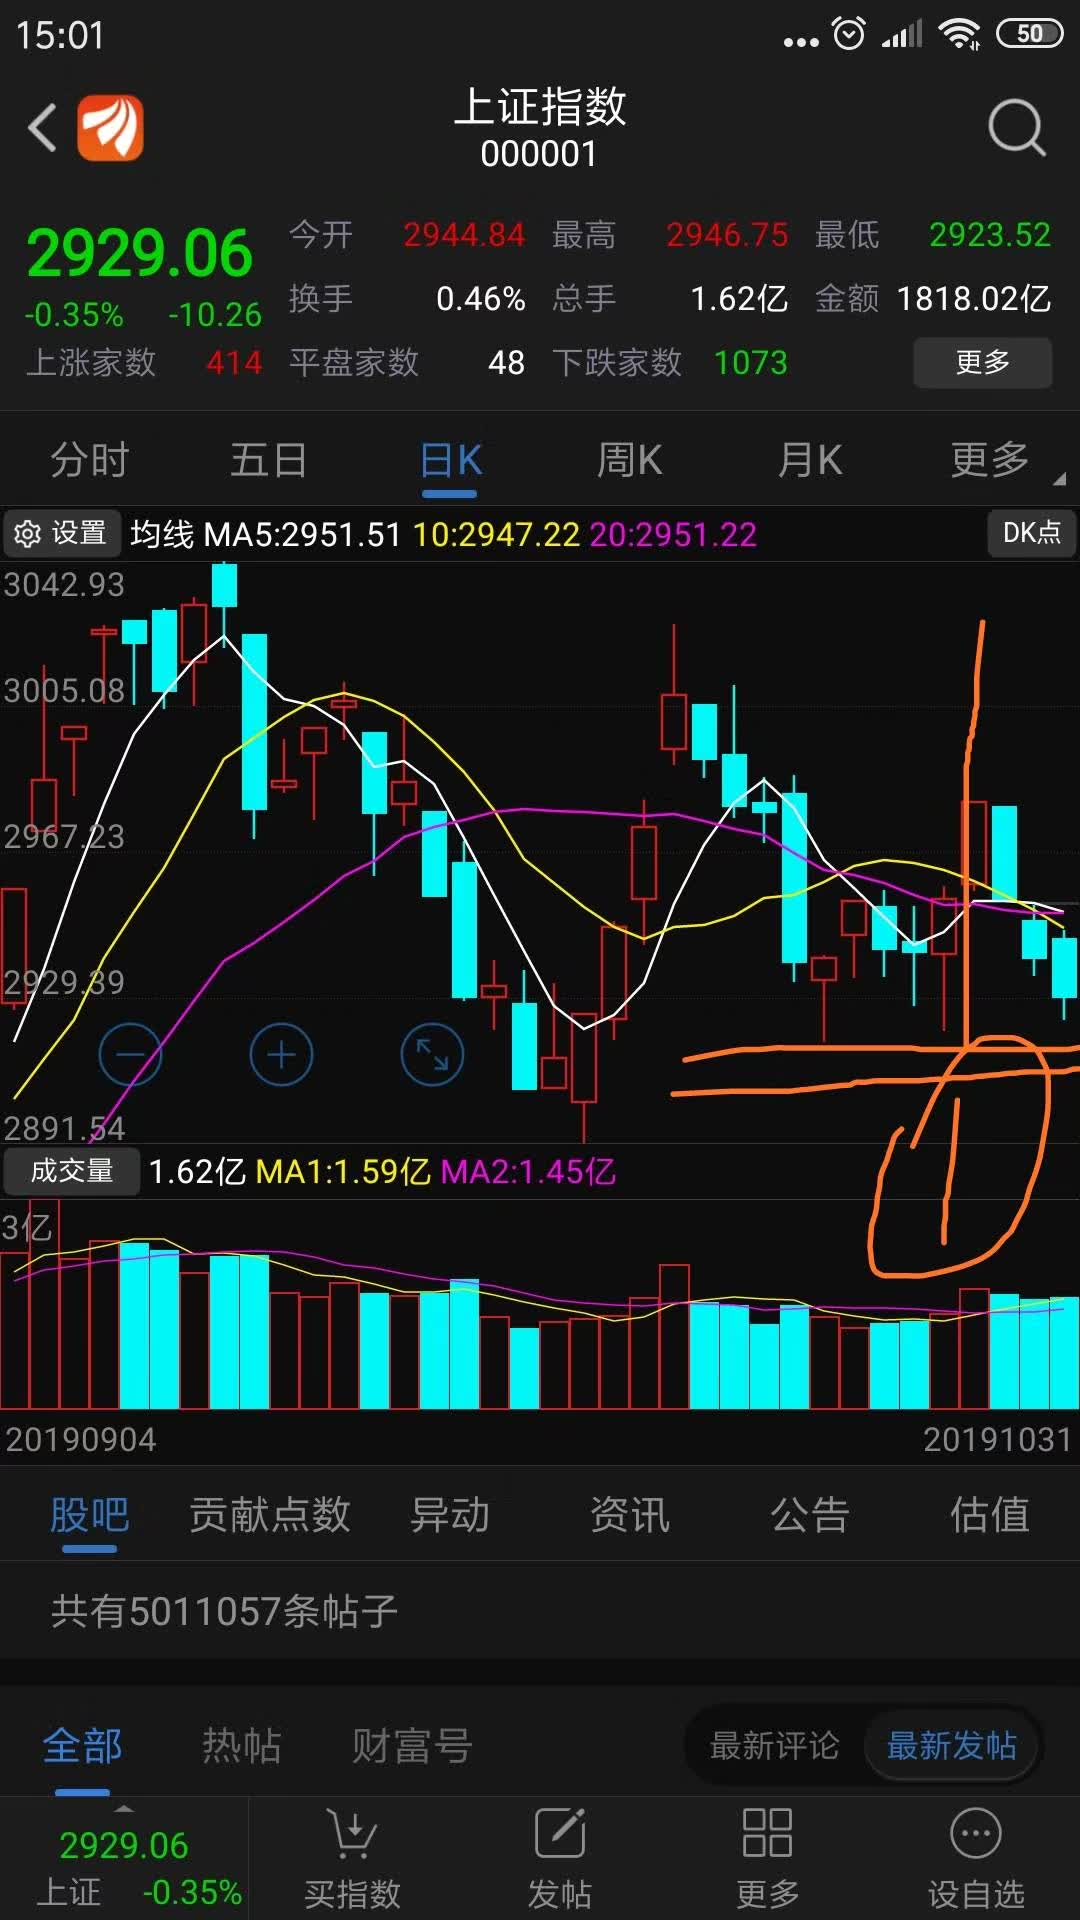 15:01 50
上证指数
000001
2929.06 今开 2944.84 最高 2946.75 最低 2923.52
-0.35% -10.26 换手 0.46% 总手 1.62亿 金额 1818.02亿
上涨家数 414 平盘家数 48 下跌家数 1073 更多
分时 五日 日K 周K 月K 更多
设置 均线 MA5:2951.51 10:2947.22 20:2951.22 DK点
3042.93
3005.08
2967.23
2929.39
2891.54
成交量 1.62亿 MA1:1.59亿 MA2:1.45亿
3亿
20190904 20191031
股吧 贡献点数 异动 资讯 公告 估值
共有5011057条帖子
全部 热帖 财富号 最新评论 最新发帖
2929.06
上证 -0.35% 买指数 发帖 更多 设自选